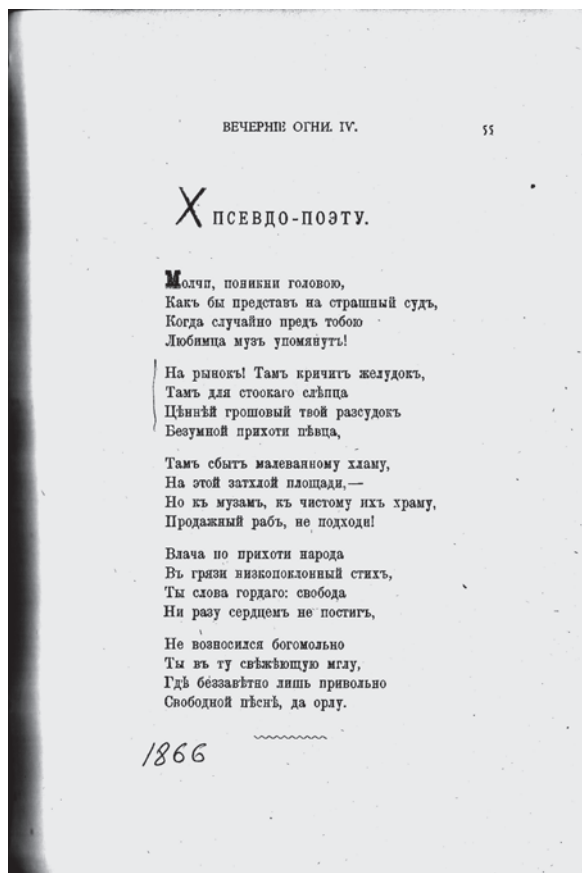 ВЕЧЕРНІЕ ОГНИ. IV. 55
X ПСЕВДО-ПОЭТУ.
Молчи, поникни головою,
Какъ бы представъ на страшный судъ,
Когда случайно предъ тобою
Любимца музъ упомянутъ!
На рынокъ! Тамъ кричитъ желудокъ,
Тамъ для стоокаго слѣпца
Цѣннѣй грошовый твой разсудокъ
Безумной прихоти пѣвца,
Тамъ сбытъ малеванному хламу,
На этой затхлой площади,—
Но къ музамъ, къ чистому ихъ храму,
Продажный рабъ, не подходи!
Влача по прихоти народа
Въ грязи низкопоклонный стихъ,
Ты слова гордаго: свобода
Ни разу сердцемъ не постигъ,
Не возносился богомольно
Ты въ ту свѣжѣющую мглу,
Гдѣ беззавѣтно лишь привольно
Свободной пѣснѣ, да орлу.
1866